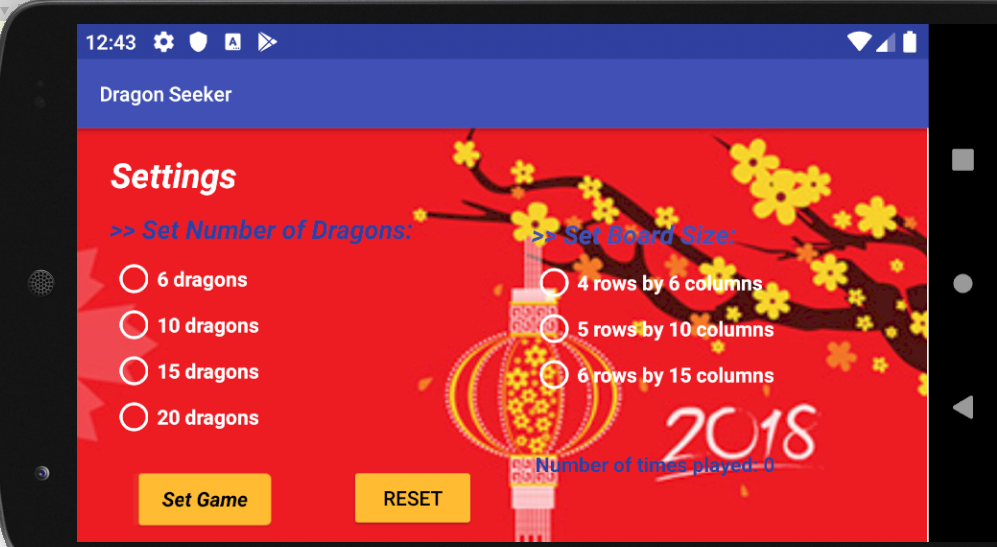 12:43
Dragon Seeker
Settings
>> Set Number of Dragons:
6 dragons
10 dragons
15 dragons
20 dragons
>> Set Board Size:
4 rows by 6 columns
5 rows by 10 columns
6 rows by 15 columns
2018
Number of times played: 0
Set Game
RESET